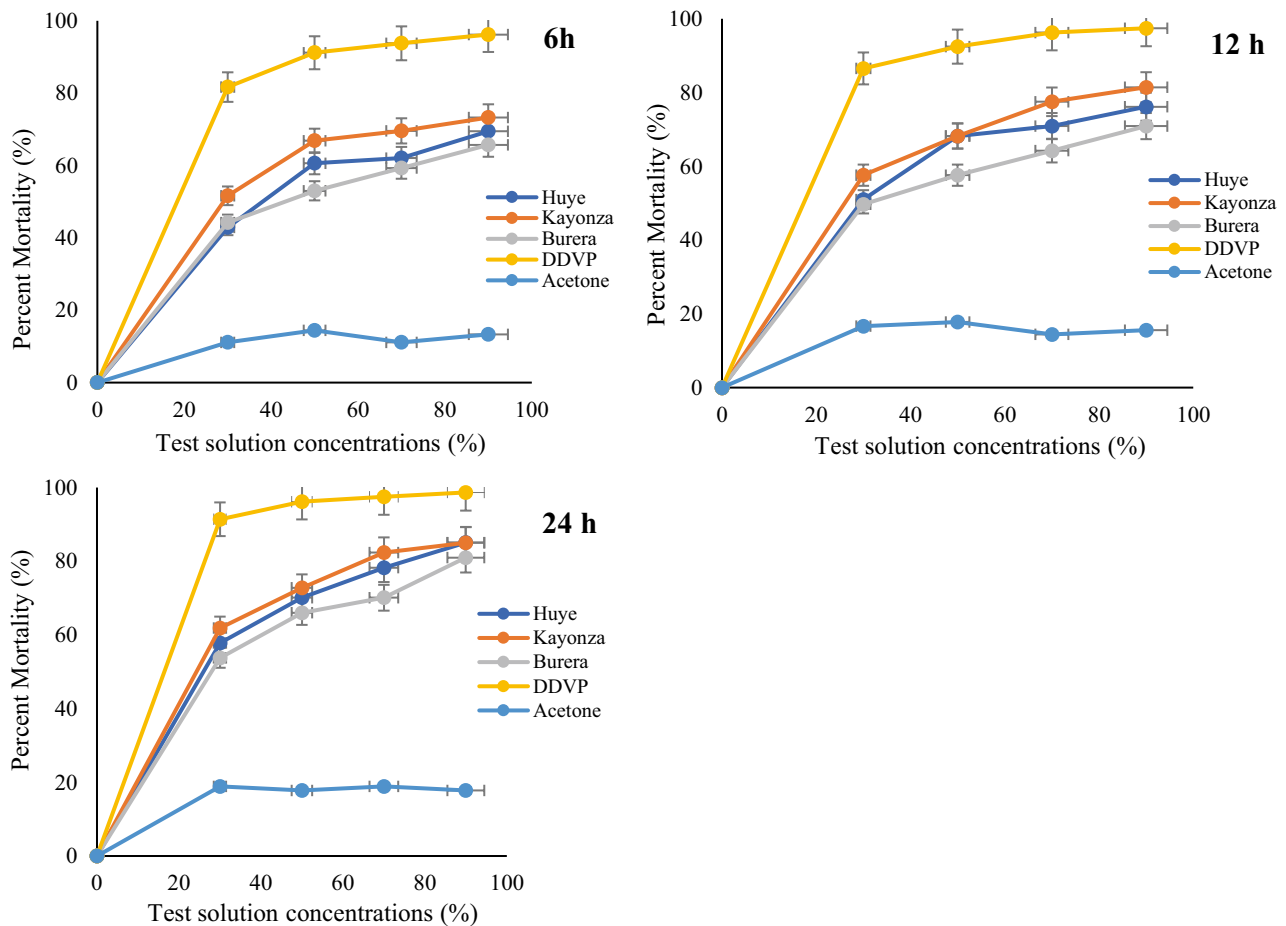 6h
Percent Mortality (%)
100
80
60
40
20
0
0 20 40 60 80 100
Test solution concentrations (%)
Huye
Kayonza
Burera
DDVP
Acetone
12 h
Percent Mortality (%)
100
80
60
40
20
0
0 20 40 60 80 100
Test solution concentrations (%)
Huye
Kayonza
Burera
DDVP
Acetone
24 h
Percent Mortality (%)
100
80
60
40
20
0
0 20 40 60 80 100
Test solution concentrations (%)
Huye
Kayonza
Burera
DDVP
Acetone